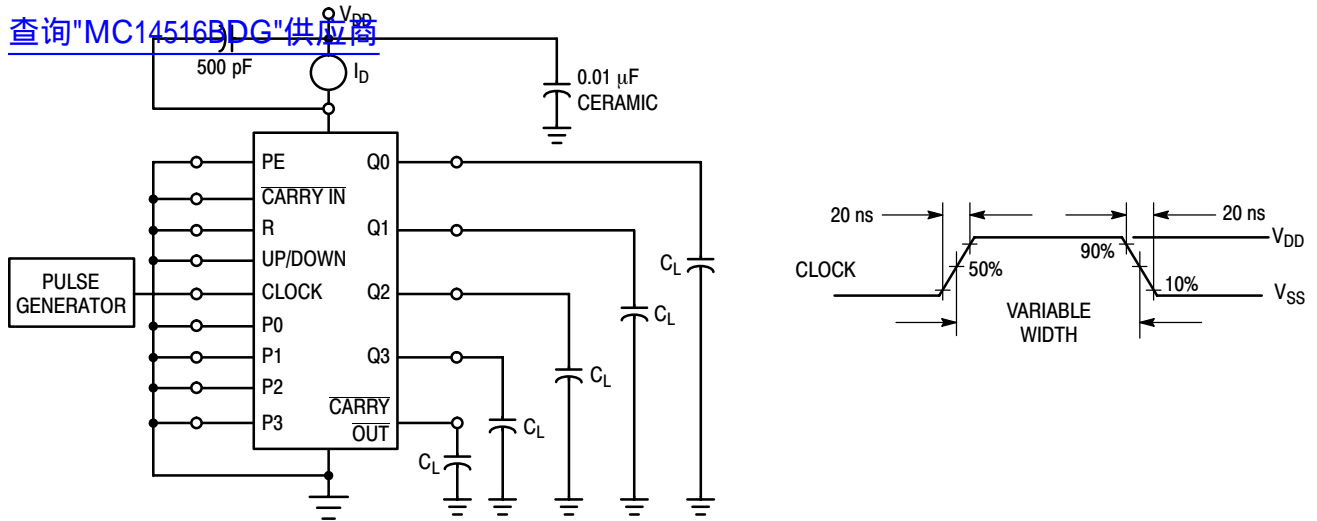 V_DD
查询"MC14516BDG"供应商
500 pF
I_D
0.01 μF
CERAMIC
PE
Q0
CARRY IN
R
Q1
UP/DOWN
PULSE
GENERATOR
CLOCK
Q2
P0
P1
Q3
P2
P3
CARRY
OUT
C_L
C_L
C_L
C_L
C_L
20 ns
20 ns
V_DD
90%
CLOCK
50%
10%
V_SS
VARIABLE
WIDTH